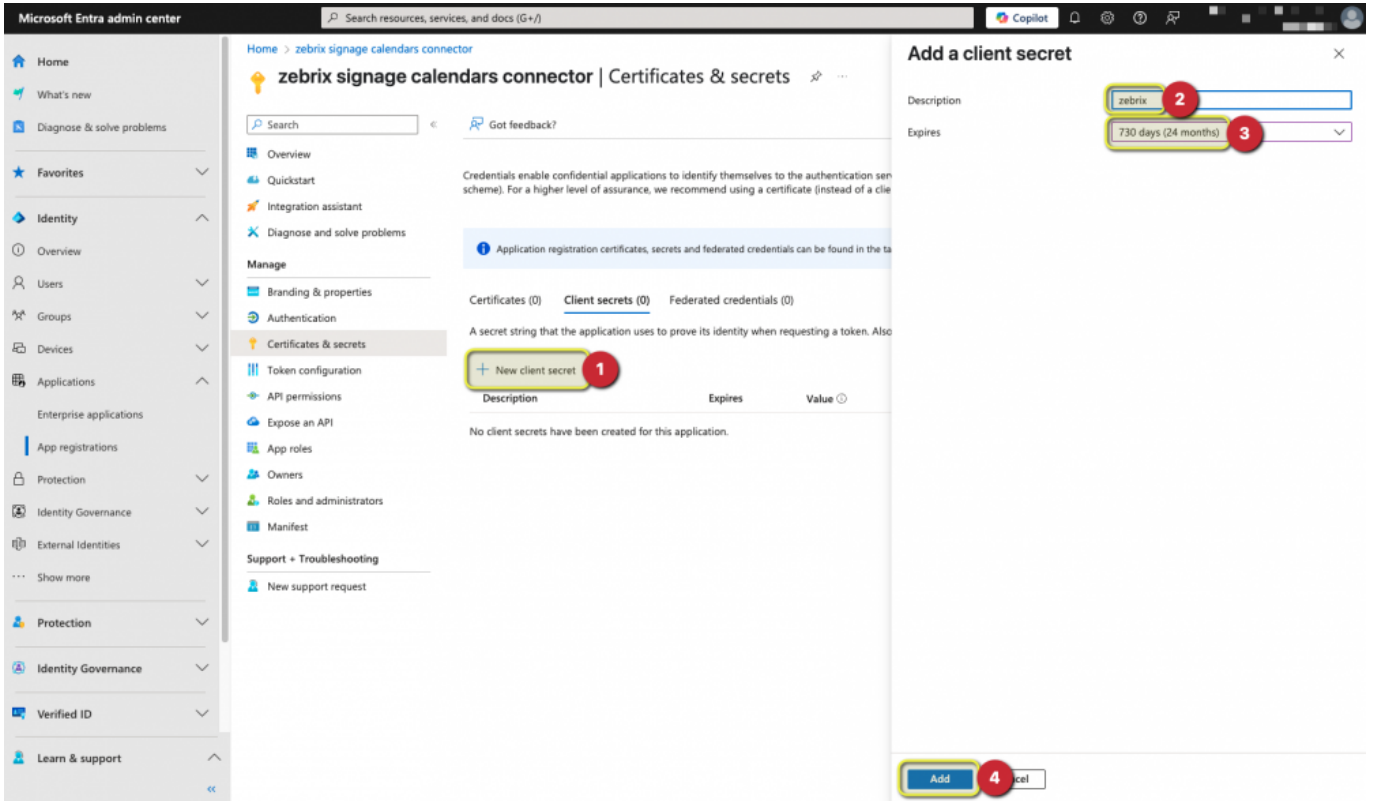 Microsoft Entra admin center
Search resources, services, and docs (G+/)
Copilot
Home
What's new
Diagnose & solve problems
Favorites
Identity
Overview
Users
Groups
Devices
Applications
Enterprise applications
App registrations
Protection
Identity Governance
External Identities
Show more
Protection
Identity Governance
Verified ID
Learn & support
Home > zebrix signage calendars connector
zebrix signage calendars connector | Certificates & secrets
Search
Overview
Quickstart
Integration assistant
Diagnose and solve problems
Manage
Branding & properties
Authentication
Certificates & secrets
Token configuration
API permissions
Expose an API
App roles
Owners
Roles and administrators
Manifest
Support + Troubleshooting
New support request
Got feedback?
Credentials enable confidential applications to identify themselves to the authentication ser
scheme). For a higher level of assurance, we recommend using a certificate (instead of a clie
Application registration certificates, secrets and federated credentials can be found in the ta
Certificates (0) Client secrets (0) Federated credentials (0)
A secret string that the application uses to prove its identity when requesting a token. Also
+ New client secret 1
Description Expires Value
No client secrets have been created for this application.
Add a client secret
Description zebrix 2
Expires 730 days (24 months) 3
Add 4 cel